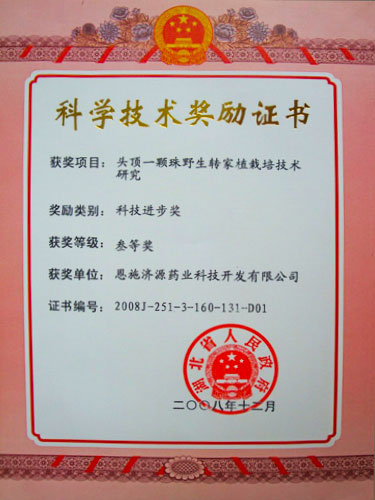 科学技术奖励证书
获奖项目：头顶一颗珠野生转家植栽培技术
研究
奖励类别：科技进步奖
获奖等级：叁等奖
获奖单位：恩施济源药业科技开发有限公司
证书编号：2008J-251-3-160-131-D01
湖北省人民政府
二〇〇八年十二月